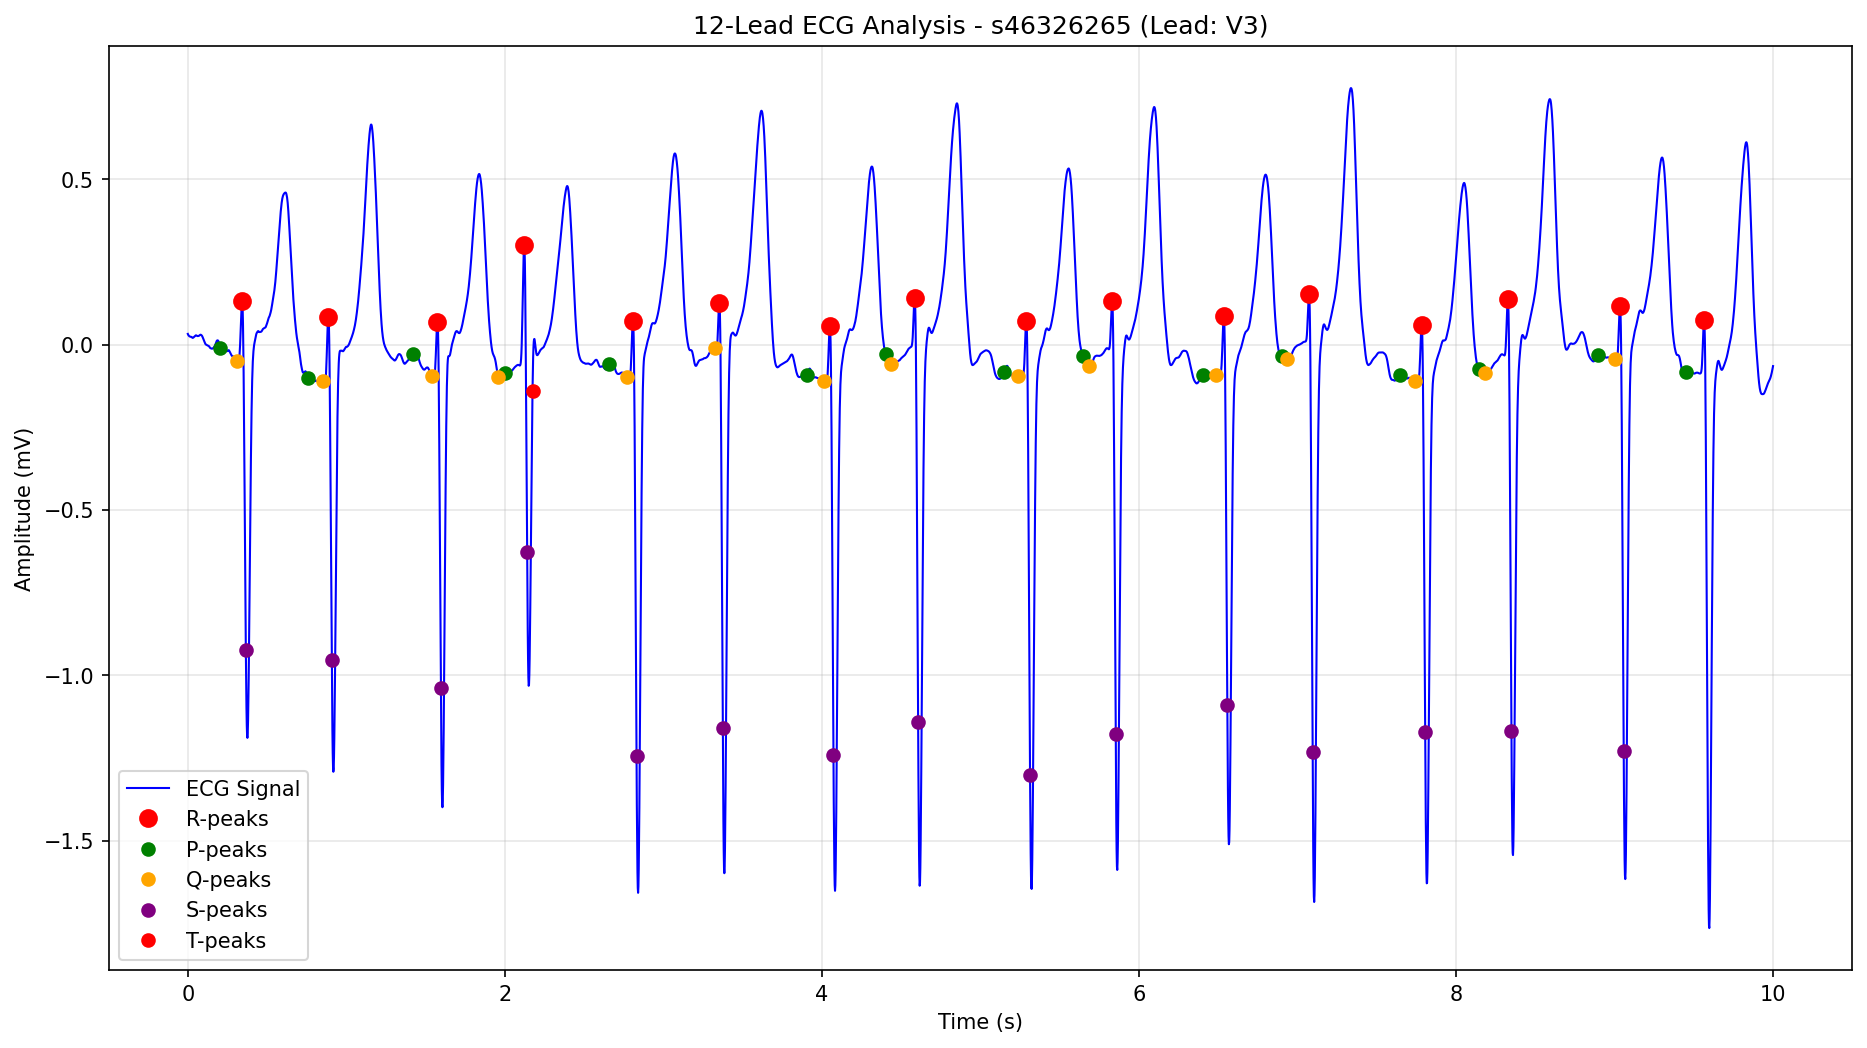 12-Lead ECG Analysis - s46326265 (Lead: V3)
Amplitude (mV)
0.5
0.0
−0.5
−1.0
−1.5
ECG Signal
R-peaks
P-peaks
Q-peaks
S-peaks
T-peaks
0 2 4 6 8 10
Time (s)